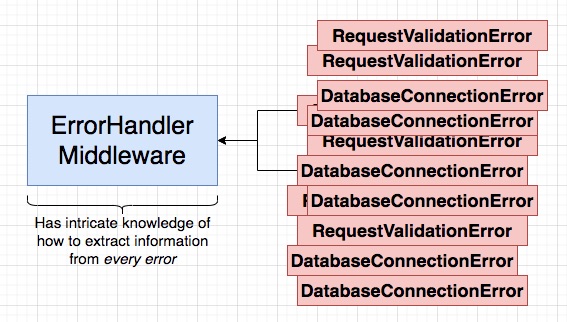 RequestValidationError
RequestValidationError
DatabaseConnectionError
DatabaseConnectionError
RequestValidationError
DatabaseConnectionError
DatabaseConnectionError
RequestValidationError
DatabaseConnectionError
DatabaseConnectionError
ErrorHandler
Middleware
Has intricate knowledge of
how to extract information
from every error